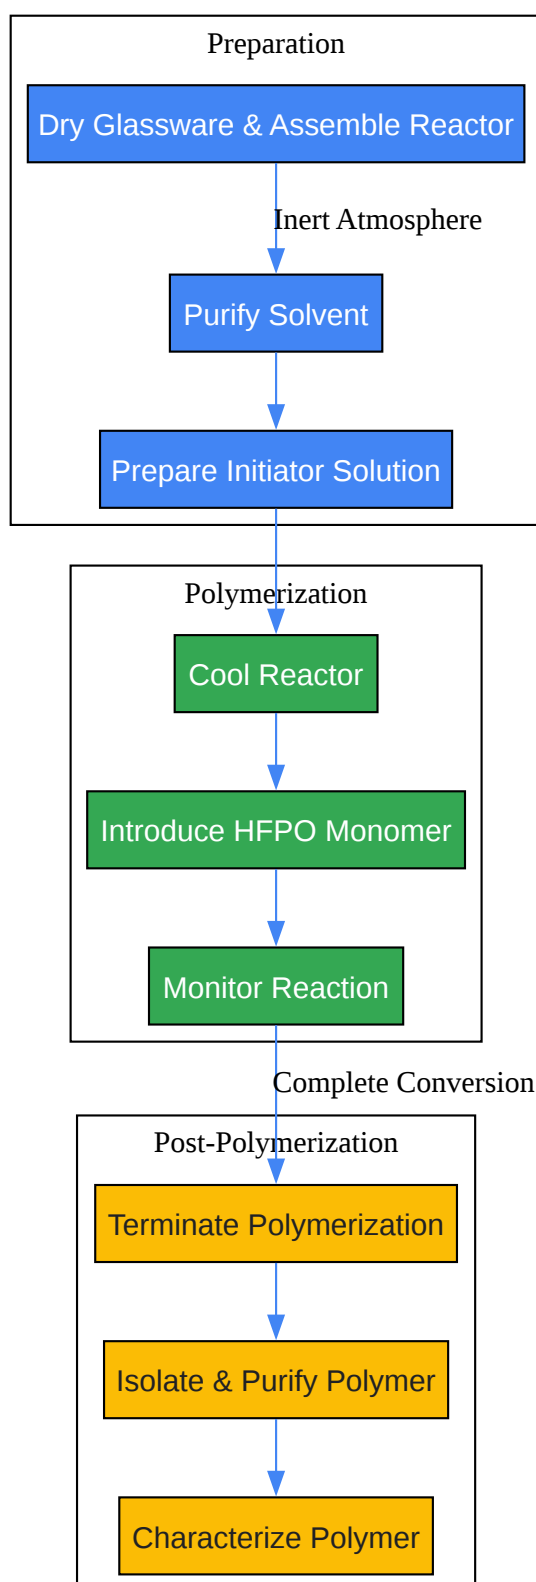 Preparation
Dry Glassware & Assemble Reactor
Inert Atmosphere
Purify Solvent
Prepare Initiator Solution
Polymerization
Cool Reactor
Introduce HFPO Monomer
Monitor Reaction
Complete Conversion
Post-Polymerization
Terminate Polymerization
Isolate & Purify Polymer
Characterize Polymer